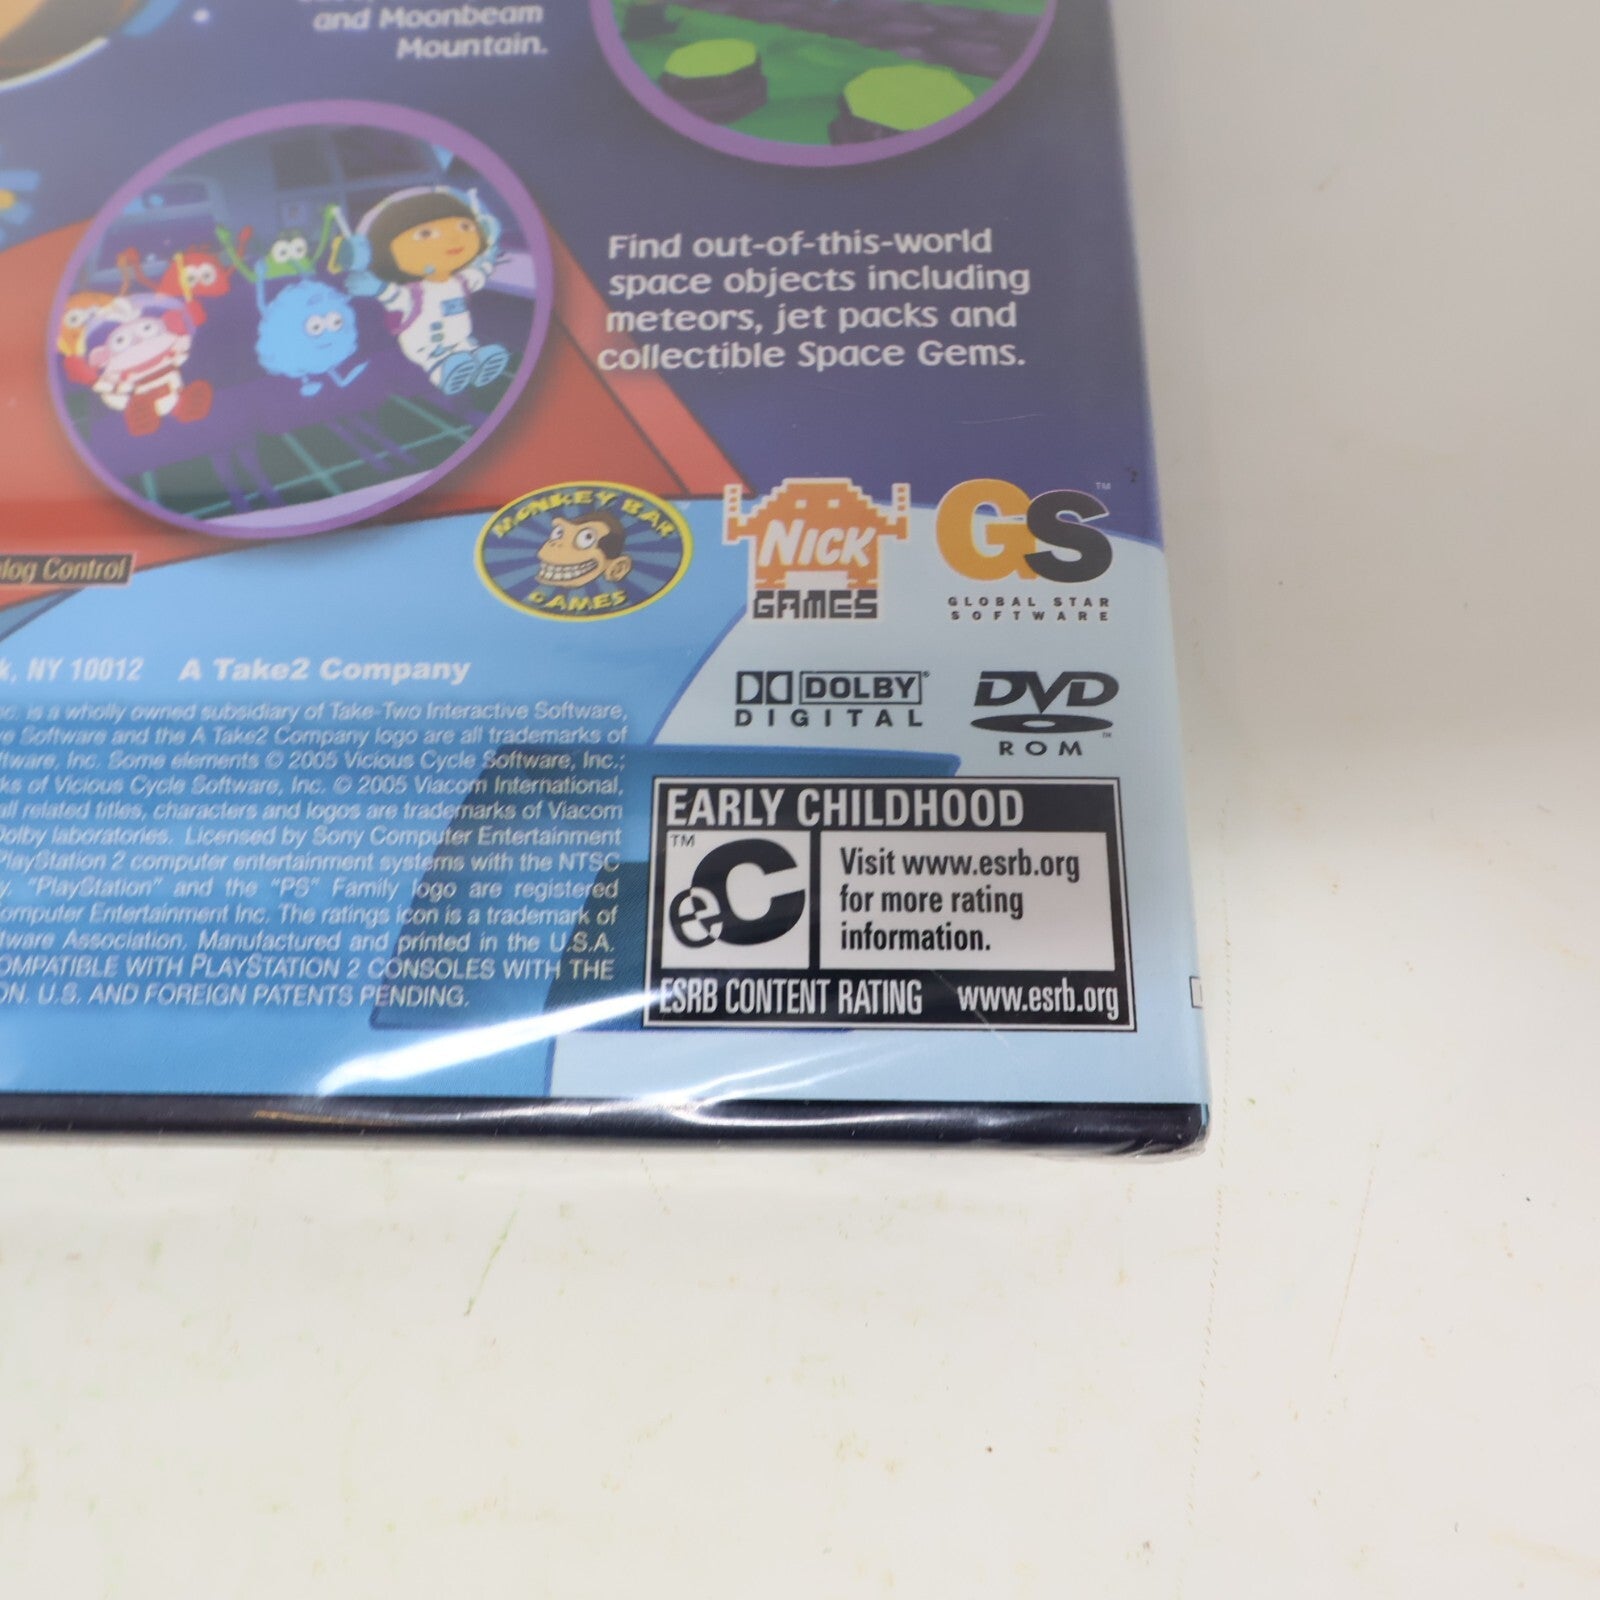 and Moonbeam
Mountain.
Find out-of-this-world
space objects including
meteors, jet packs and
collectible Space Gems.
log Control
MONKEY BAR
GAMES
NICK
GAMES
GS™
GLOBAL STAR
SOFTWARE
k, NY 10012 A Take2 Company
DOLBY®
DIGITAL
DVD
ROM™
nc. is a wholly owned subsidiary of Take-Two Interactive Software,
ve Software and the A Take2 Company logo are all trademarks of
ftware, Inc. Some elements © 2005 Vicious Cycle Software, Inc.;
ks of Vicious Cycle Software, Inc. © 2005 Viacom International,
all related titles, characters and logos are trademarks of Viacom
Dolby laboratories. Licensed by Sony Computer Entertainment
PlayStation 2 computer entertainment systems with the NTSC
y. "PlayStation" and the "PS" Family logo are registered
omputer Entertainment Inc. The ratings icon is a trademark of
tware Association. Manufactured and printed in the U.S.A.
OMPATIBLE WITH PLAYSTATION 2 CONSOLES WITH THE
ON. U.S. AND FOREIGN PATENTS PENDING.
EARLY CHILDHOOD
™
eC
Visit www.esrb.org
for more rating
information.
ESRB CONTENT RATING www.esrb.org